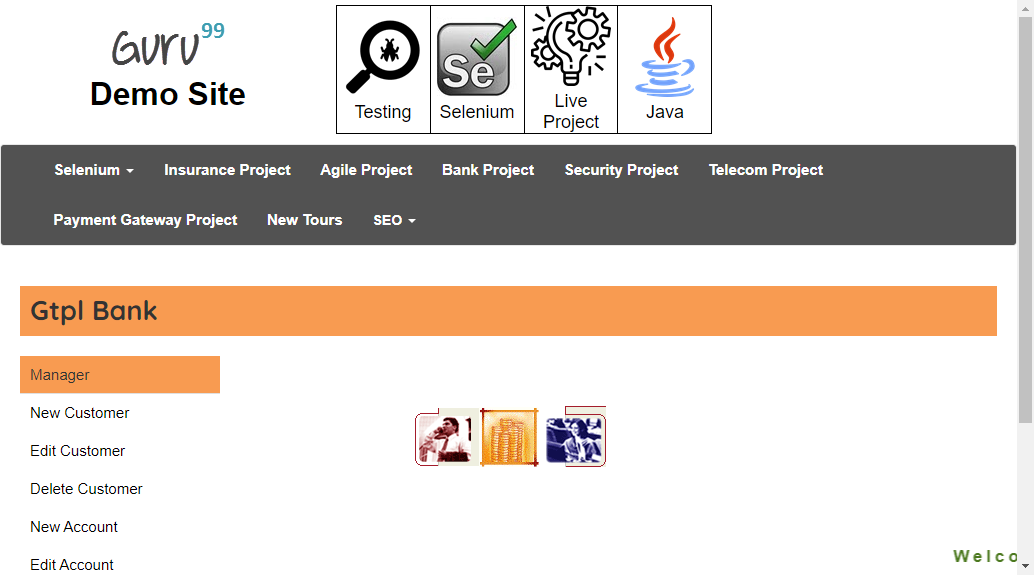 Guru99
Demo Site
Se
Testing
Selenium
Live
Project
Java
Selenium
Insurance Project
Agile Project
Bank Project
Security Project
Telecom Project
Payment Gateway Project
New Tours
SEO
Gtpl Bank
Manager
New Customer
Edit Customer
Delete Customer
New Account
Edit Account
Welco